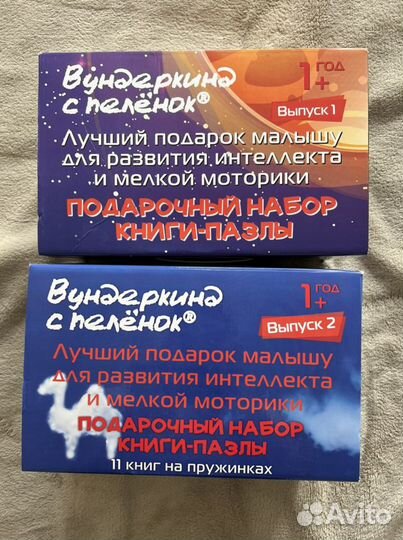 Вундеркинд
с пелёнок®
1 год +
Выпуск 1
Лучший подарок малышу
для развития интеллекта
и мелкой моторики
ПОДАРОЧНЫЙ НАБОР
КНИГИ-ПАЗЛЫ
Вундеркинд
с пелёнок®
1 год +
Выпуск 2
Лучший подарок малышу
для развития интеллекта
и мелкой моторики
ПОДАРОЧНЫЙ НАБОР
КНИГИ-ПАЗЛЫ
11 книг на пружинках
Avito